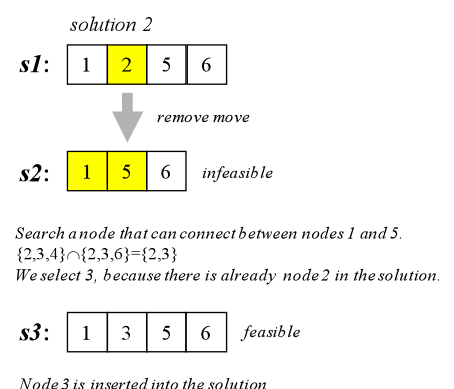 solution 2
s1: 1 2 5 6
remove move
s2: 1 5 6 infeasible
Search a node that can connect between nodes 1 and 5.
{2,3,4}∩{2,3,6}={2,3}
We select 3, because there is already node 2 in the solution.
s3: 1 3 5 6 feasible
Node 3 is inserted into the solution